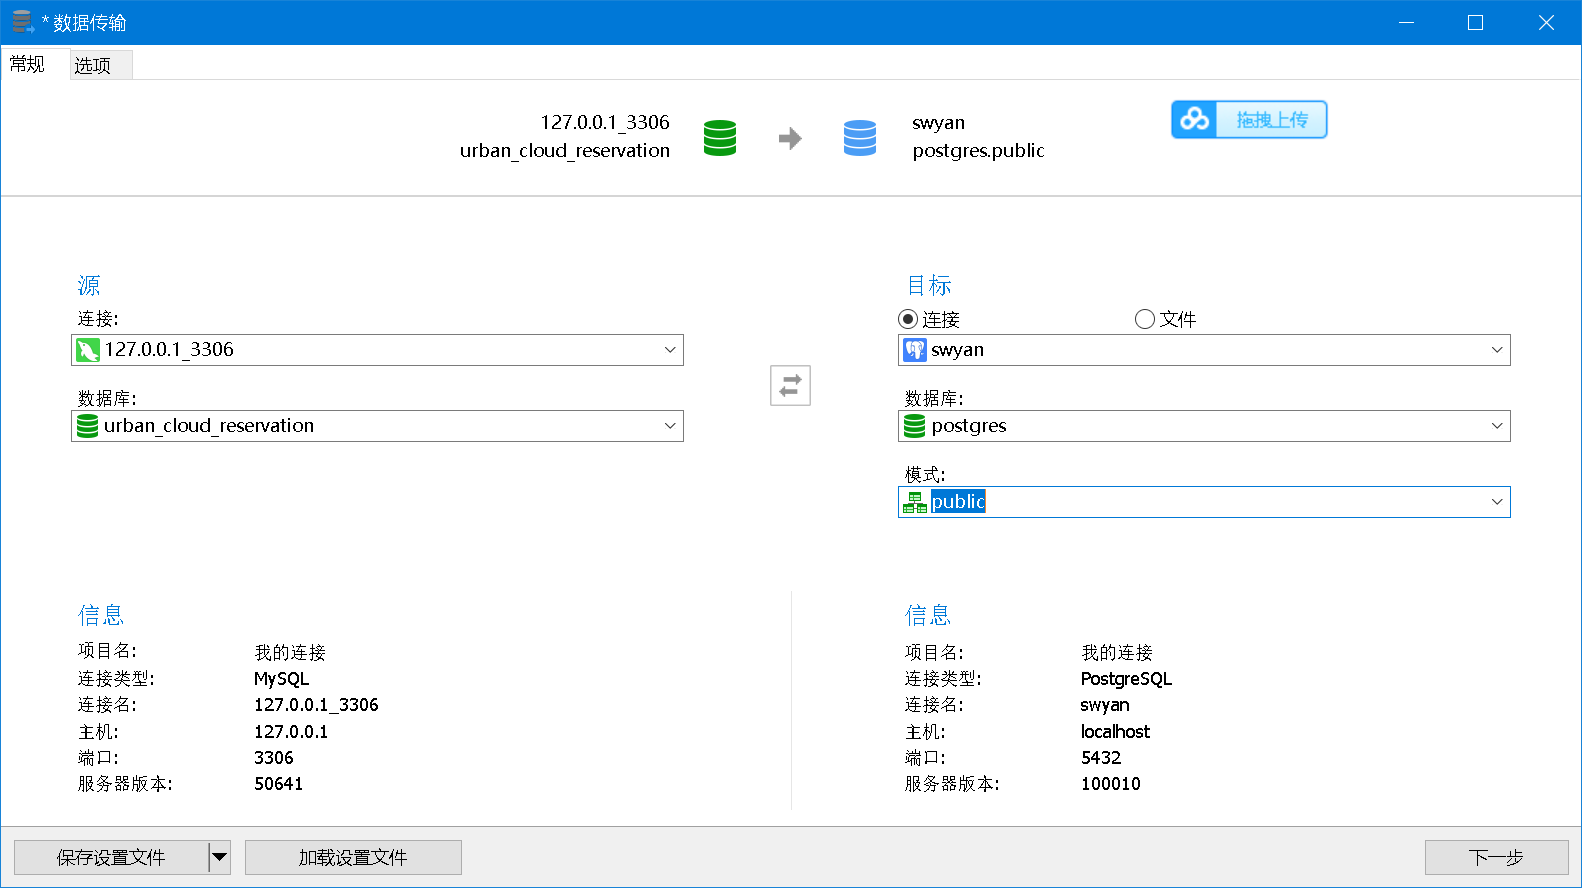 * 数据传输
常规 选项
127.0.0.1_3306
urban_cloud_reservation
swyan
postgres.public
拖拽上传
源
连接:
127.0.0.1_3306
数据库:
urban_cloud_reservation
目标
连接 文件
swyan
数据库:
postgres
模式:
public
信息
项目名: 我的连接
连接类型: MySQL
连接名: 127.0.0.1_3306
主机: 127.0.0.1
端口: 3306
服务器版本: 50641
信息
项目名: 我的连接
连接类型: PostgreSQL
连接名: swyan
主机: localhost
端口: 5432
服务器版本: 100010
保存设置文件 加载设置文件 下一步